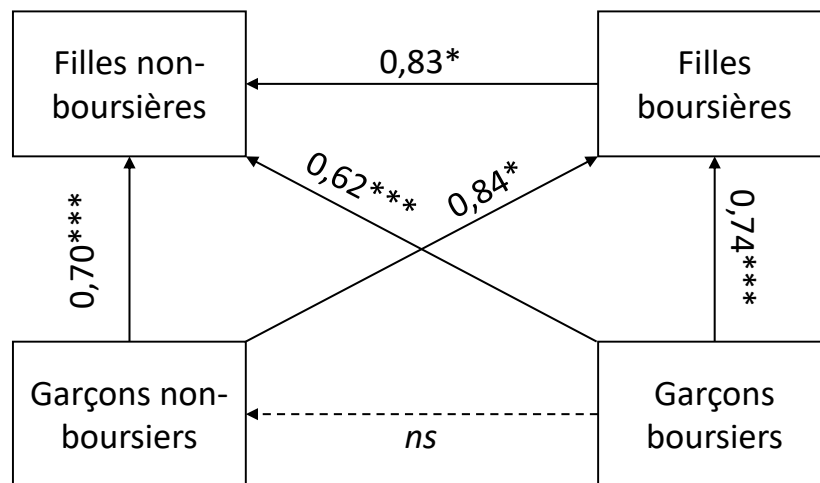 Filles non-
boursières
0,83*
Filles
boursières
0,62***
0,84*
0,70***
0,74***
Garçons non-
boursiers
ns
Garçons
boursiers